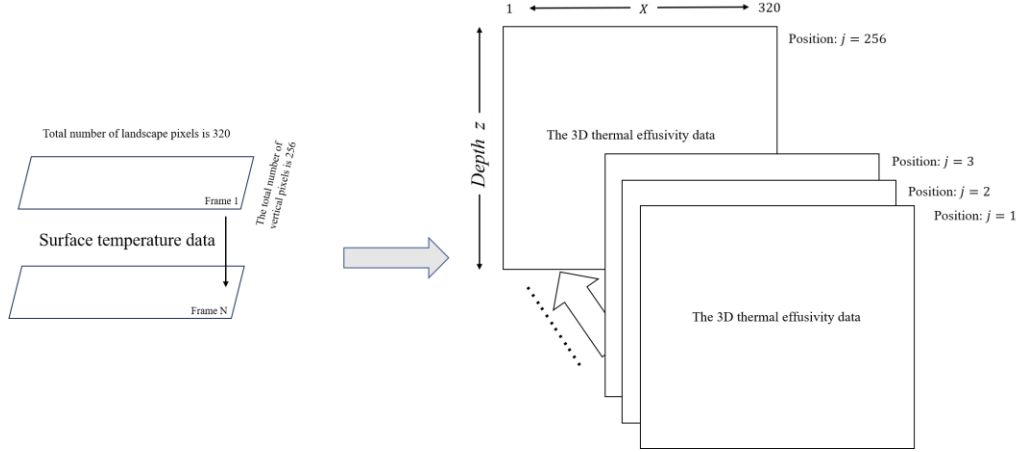 Total number of landscape pixels is 320
Frame 1
The total number of
vertical pixels is 256
Surface temperature data
Frame N
1
X
320
Position: j = 256
Depth z
The 3D thermal effusivity data
Position: j = 3
Position: j = 2
Position: j = 1
The 3D thermal effusivity data